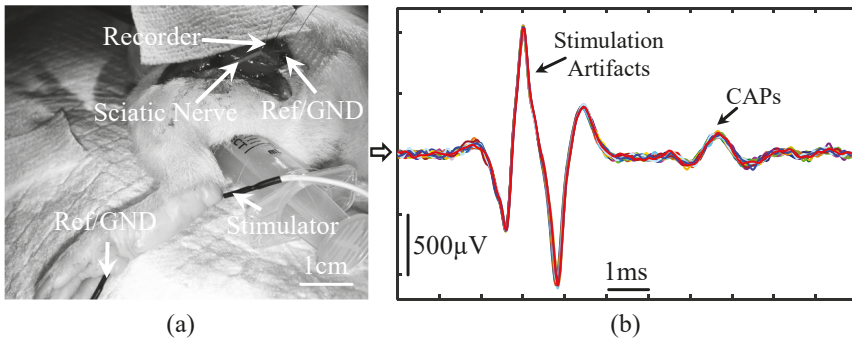 Recorder
Sciatic Nerve
Ref/GND
Ref/GND
Stimulator
1cm
(a)
Stimulation
Artifacts
CAPs
500μV
1ms
(b)